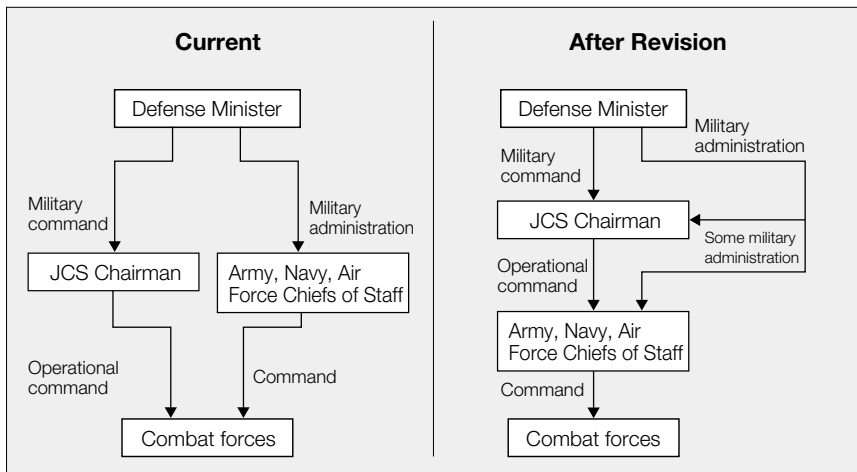 Current
Defense Minister
Military
command
Military
administration
JCS Chairman
Army, Navy, Air
Force Chiefs of Staff
Operational
command
Command
Combat forces
After Revision
Defense Minister
Military
administration
Military
command
JCS Chairman
Some military
administration
Operational
command
Army, Navy, Air
Force Chiefs of Staff
Command
Combat forces